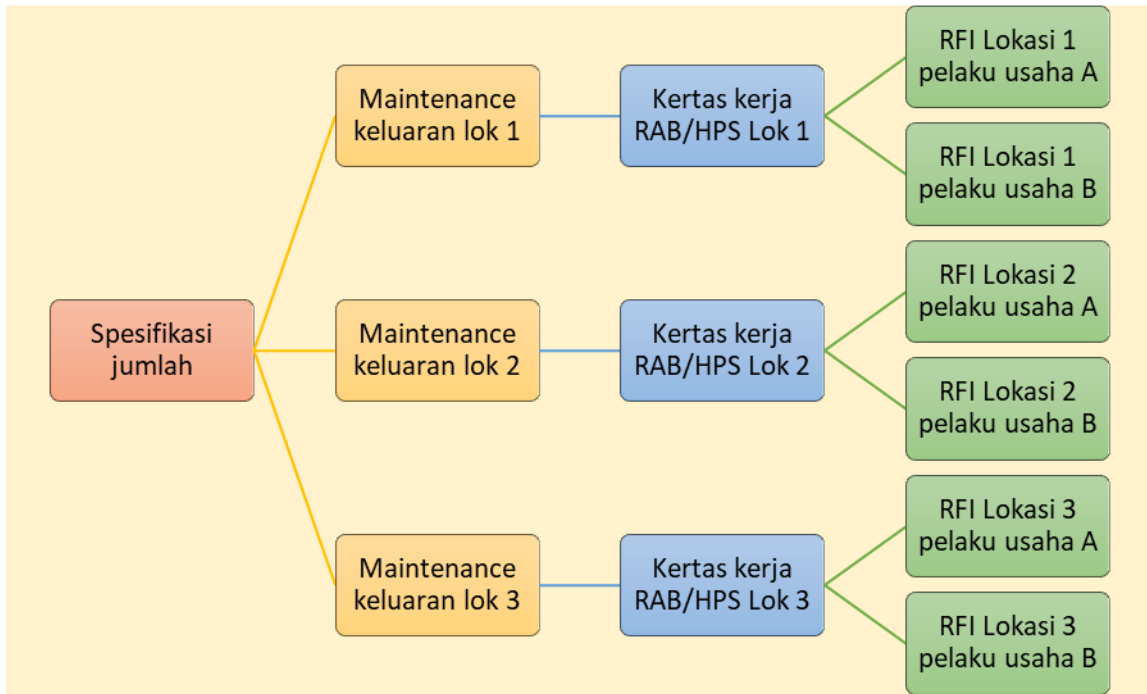 Spesifikasi
jumlah
Maintenance
keluaran lok 1
Kertas kerja
RAB/HPS Lok 1
RFI Lokasi 1
pelaku usaha A
RFI Lokasi 1
pelaku usaha B
Maintenance
keluaran lok 2
Kertas kerja
RAB/HPS Lok 2
RFI Lokasi 2
pelaku usaha A
RFI Lokasi 2
pelaku usaha B
Maintenance
keluaran lok 3
Kertas kerja
RAB/HPS Lok 3
RFI Lokasi 3
pelaku usaha A
RFI Lokasi 3
pelaku usaha B